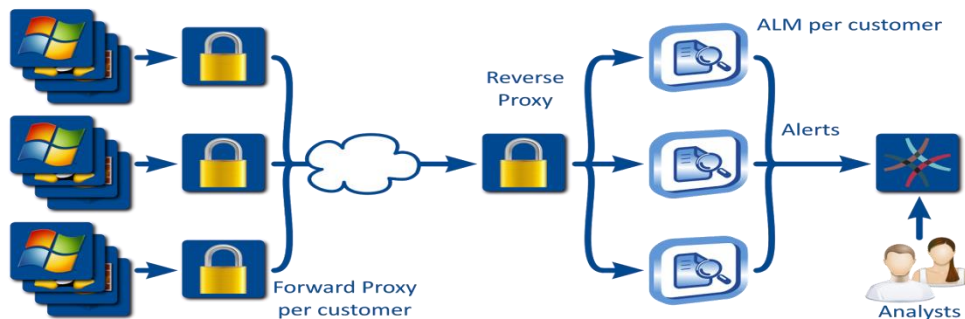 ALM per customer
Reverse
Proxy
Alerts
Forward Proxy
per customer
Analysts